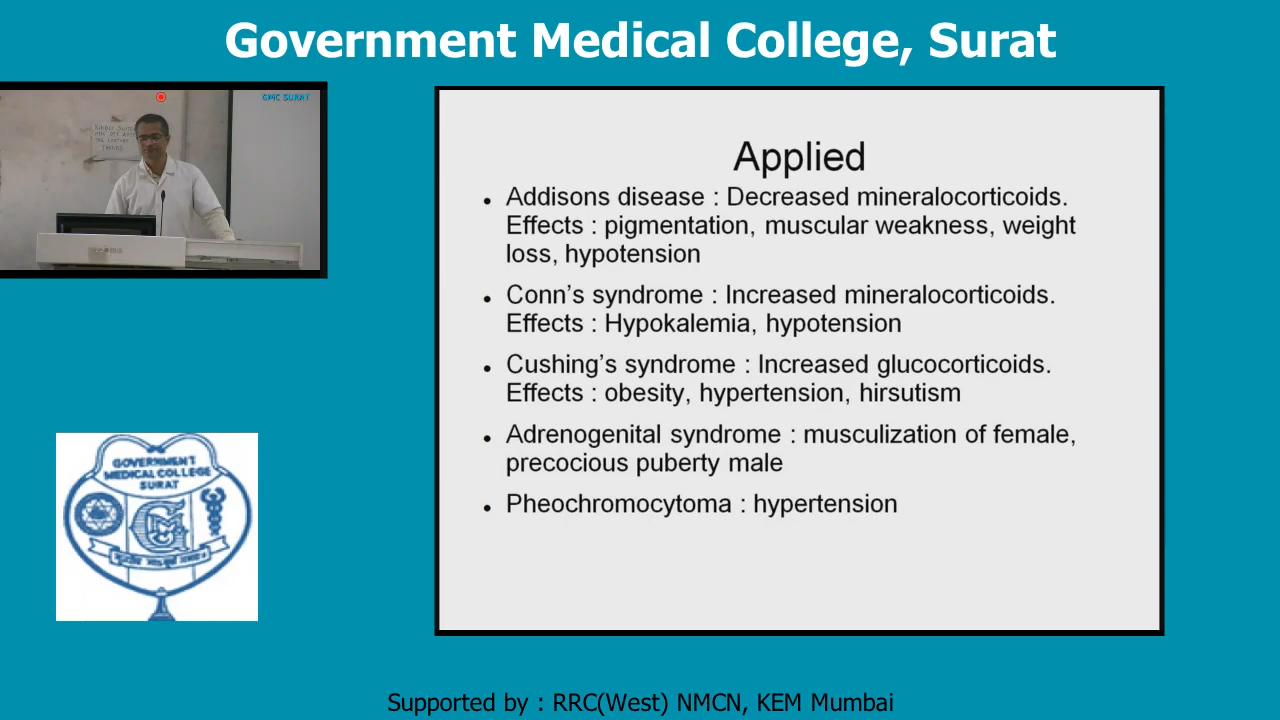 Government Medical College, Surat
GMC SURAT
Applied
• Addisons disease : Decreased mineralocorticoids.
Effects : pigmentation, muscular weakness, weight
loss, hypotension
• Conn’s syndrome : Increased mineralocorticoids.
Effects : Hypokalemia, hypotension
• Cushing’s syndrome : Increased glucocorticoids.
Effects : obesity, hypertension, hirsutism
• Adrenogenital syndrome : musculization of female,
precocious puberty male
• Pheochromocytoma : hypertension
GOVERNMENT
MEDICAL COLLEGE
SURAT
Supported by : RRC(West) NMCN, KEM Mumbai